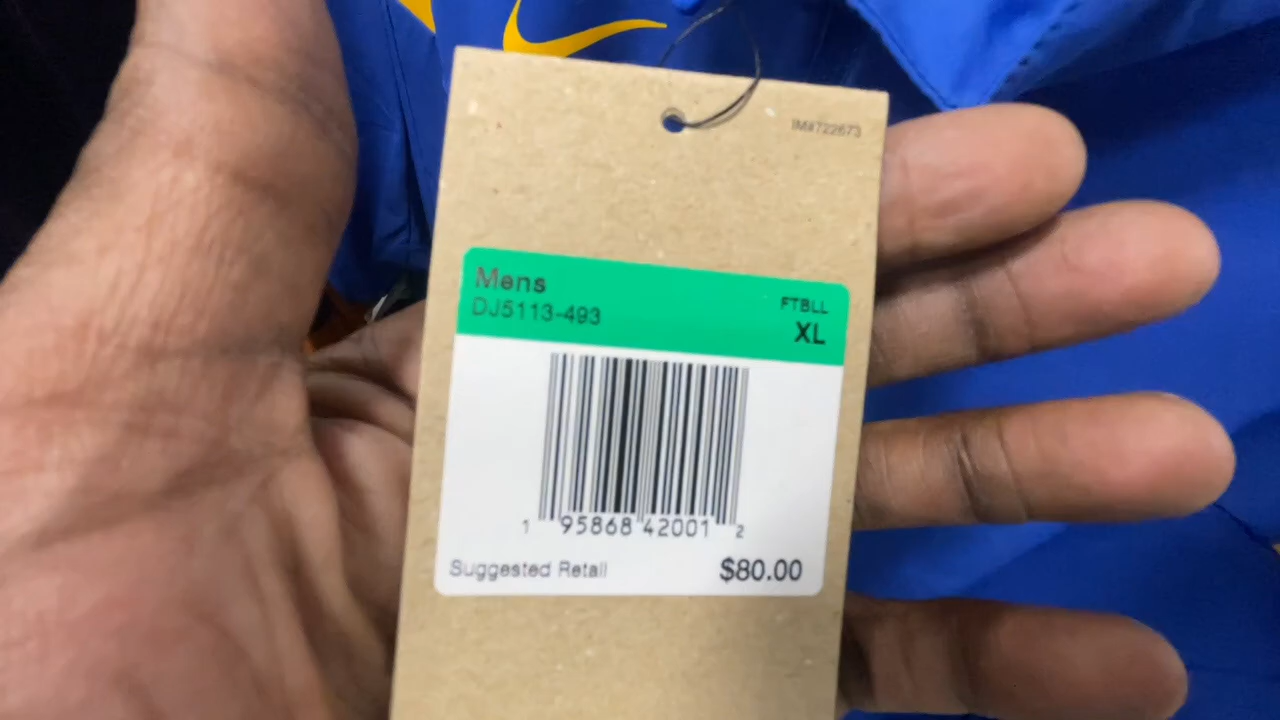 IM#722673
Mens
DJ5113-493
FTBLL
XL
1 95868 42001 2
Suggested Retail $80.00